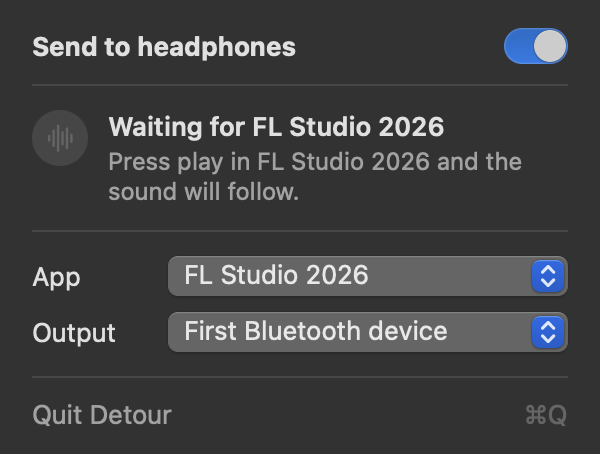 Send to headphones
Waiting for FL Studio 2026
Press play in FL Studio 2026 and the
sound will follow.
App
FL Studio 2026
Output
First Bluetooth device
Quit Detour
⌘Q